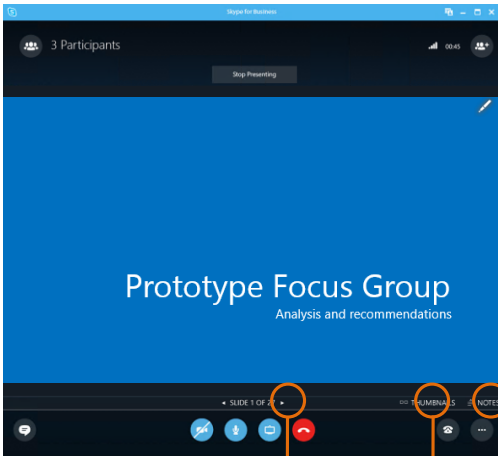 Skype for Business
3 Participants
00:45
Stop Presenting
Prototype Focus Group
Analysis and recommendations
◄ SLIDE 1 OF 27 ►
THUMBNAILS
NOTES